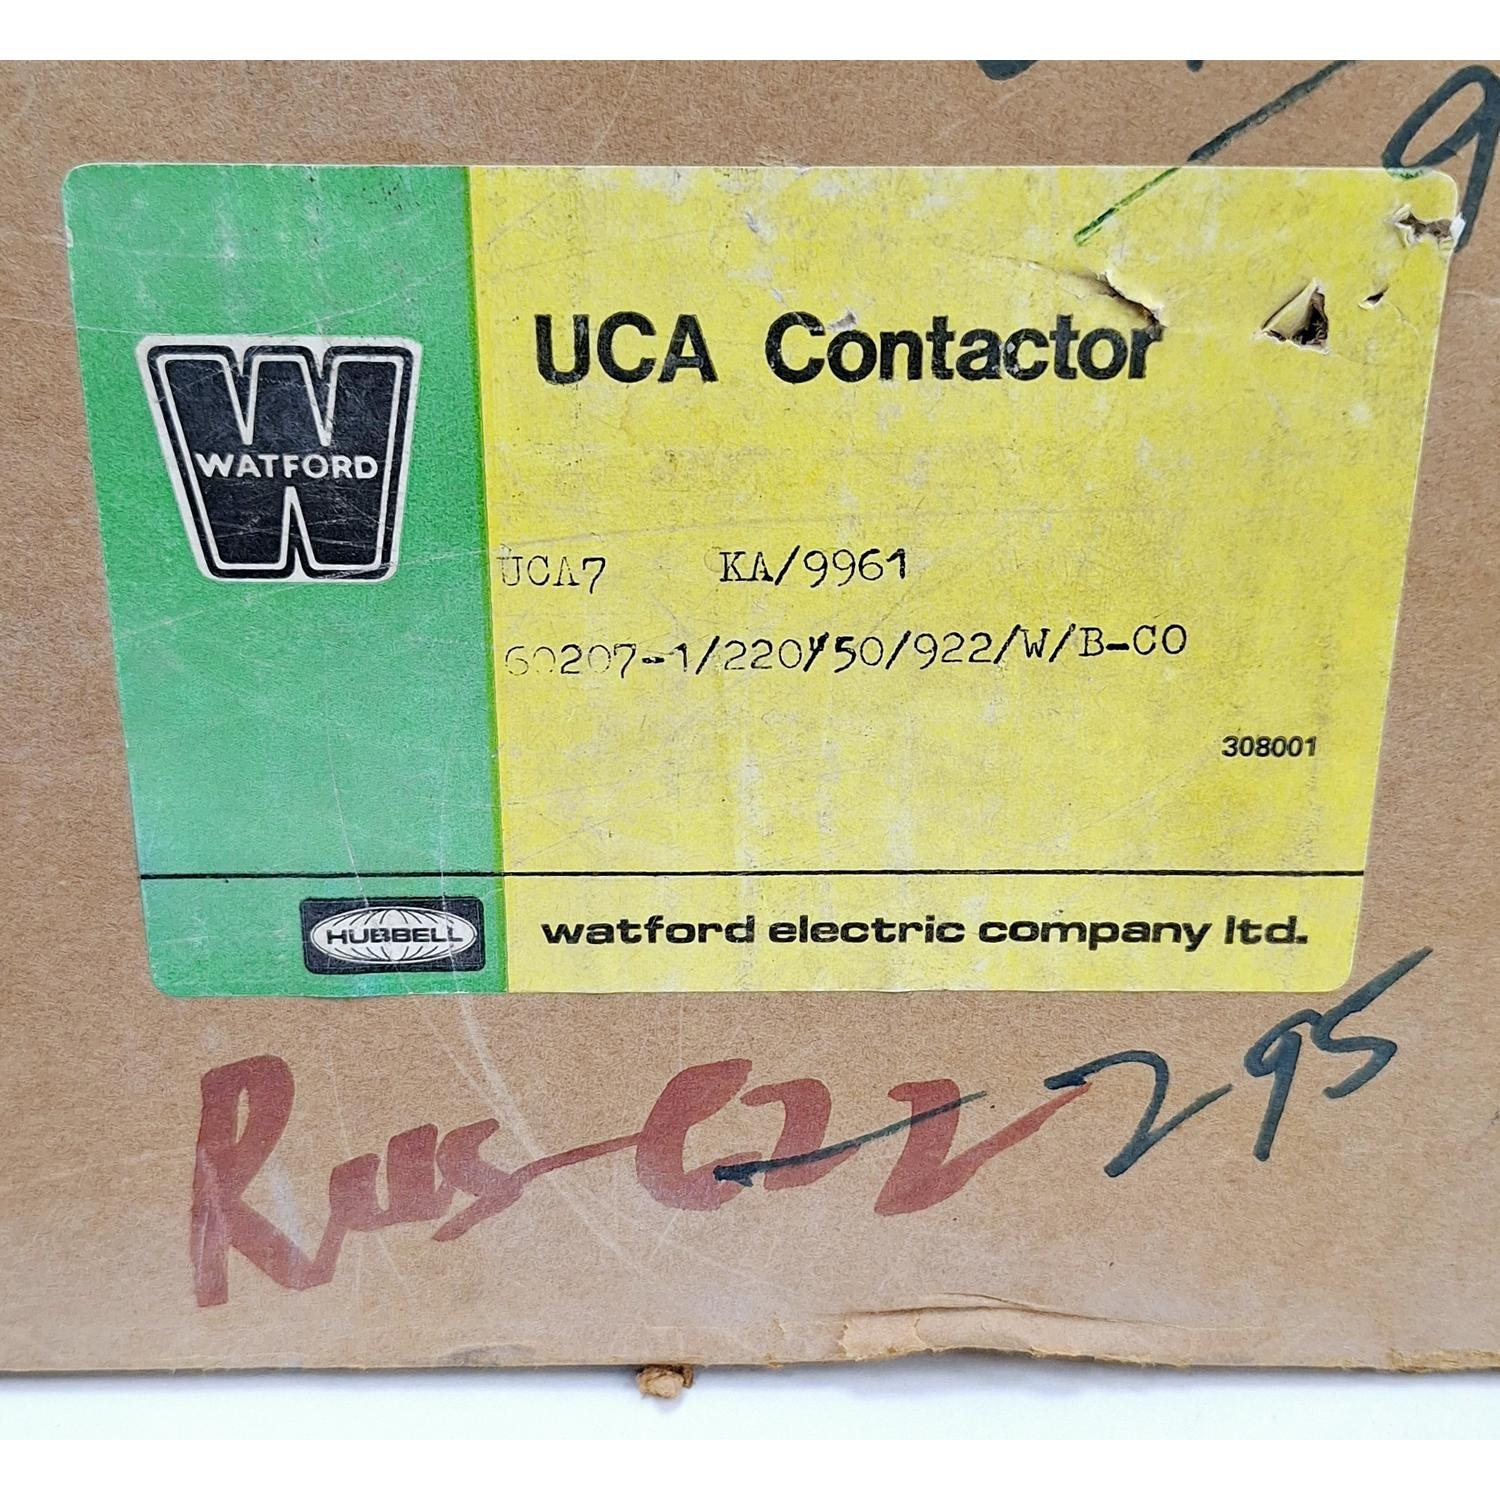 9
UCA Contactor
WATFORD
UCA7 KA/9961
60207-1/220/50/922/W/B-CO
308001
HUBBELL
watford electric company ltd.
295